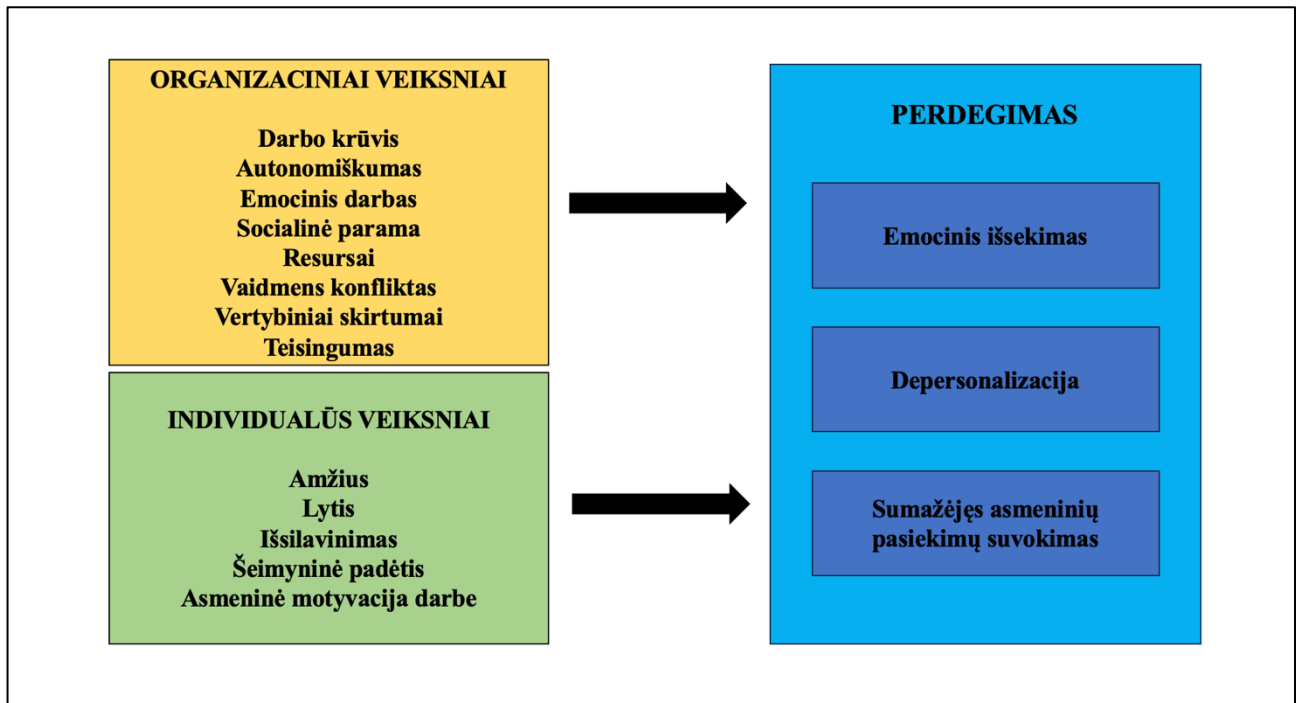 ORGANIZACINIAI VEIKSNIAI
Darbo krūvis
Autonomiškumas
Emocinis darbas
Socialinė parama
Resursai
Vaidmens konfliktas
Vertybiniai skirtumai
Teisingumas
INDIVIDUALŪS VEIKSNIAI
Amžius
Lytis
Išsilavinimas
Šeimyninė padėtis
Asmeninė motyvacija darbe
PERDEGIMAS
Emocinis išsekimas
Depersonalizacija
Sumažėjęs asmeninių
pasiekimų suvokimas